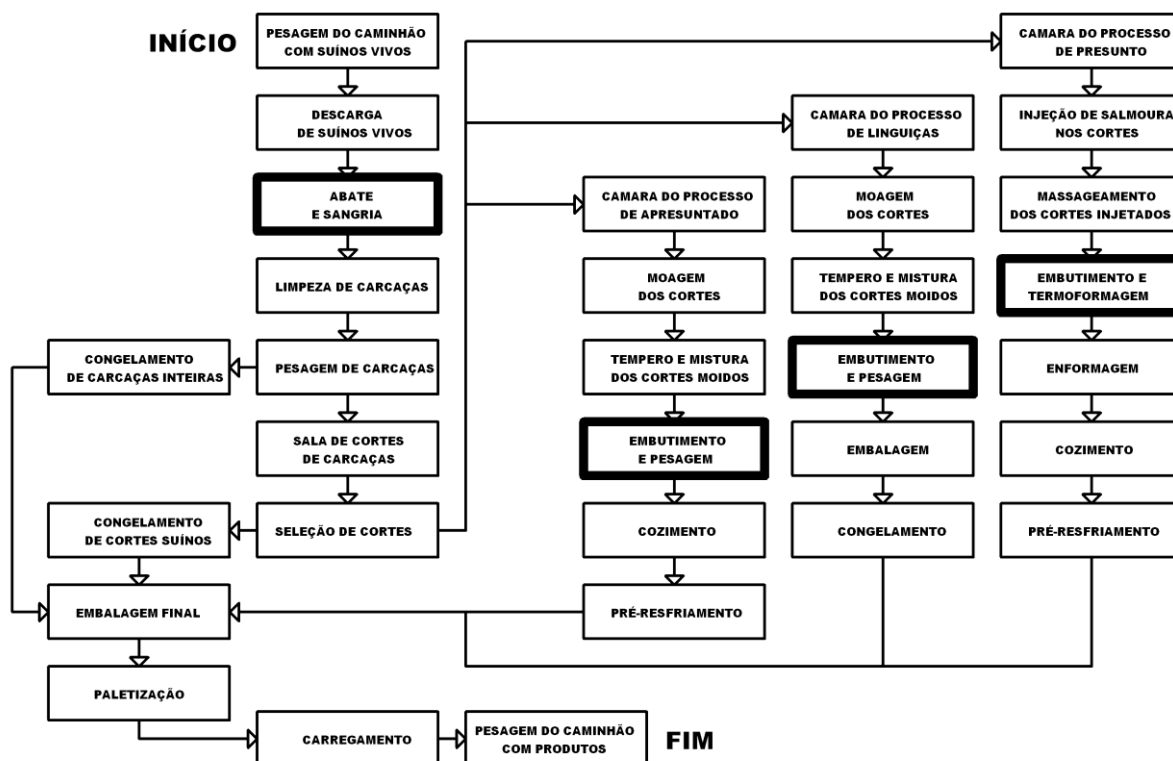 INÍCIO
PESAGEM DO CAMINHÃO
COM SUÍNOS VIVOS
DESCARGA
DE SUÍNOS VIVOS
ABATE
E SANGRIA
LIMPEZA DE CARCAÇAS
PESAGEM DE CARCAÇAS
CONGELAMENTO
DE CARCAÇAS INTEIRAS
SALA DE CORTES
DE CARCAÇAS
SELEÇÃO DE CORTES
CONGELAMENTO
DE CORTES SUÍNOS
CAMARA DO PROCESSO
DE APRESUNTADO
MOAGEM
DOS CORTES
TEMPERO E MISTURA
DOS CORTES MOIDOS
EMBUTIMENTO
E PESAGEM
COZIMENTO
PRÉ-RESFRIAMENTO
CAMARA DO PROCESSO
DE LINGUIÇAS
MOAGEM
DOS CORTES
TEMPERO E MISTURA
DOS CORTES MOIDOS
EMBUTIMENTO
E PESAGEM
EMBALAGEM
CONGELAMENTO
CAMARA DO PROCESSO
DE PRESUNTO
INJEÇÃO DE SALMOURA
NOS CORTES
MASSAGEAMENTO
DOS CORTES INJETADOS
EMBUTIMENTO E
TERMOFORMAGEM
ENFORMAGEM
COZIMENTO
PRÉ-RESFRIAMENTO
EMBALAGEM FINAL
PALETIZAÇÃO
CARREGAMENTO
PESAGEM DO CAMINHÃO
COM PRODUTOS
FIM